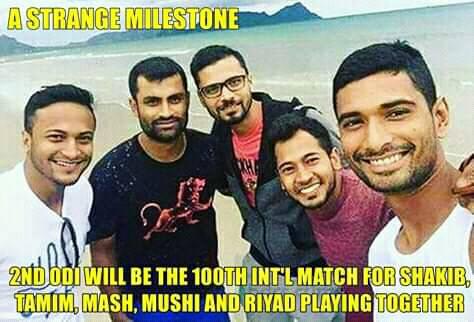 A STRANGE MILESTONE
2ND ODI WILL BE THE 100TH INT'L MATCH FOR SHAKIB,
TAMIM, MASH, MUSHI AND RIYAD PLAYING TOGETHER